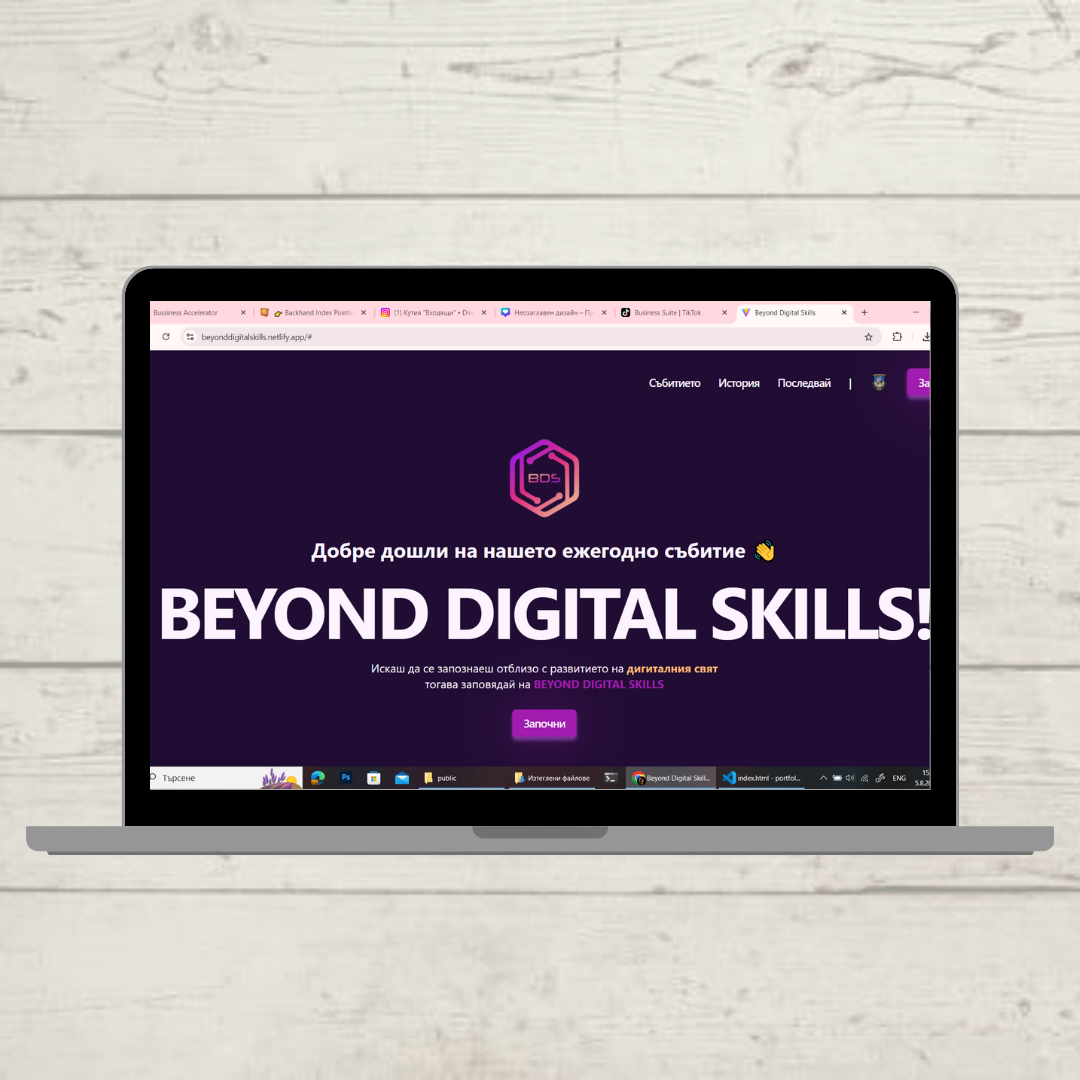 Bussiness Accelerator
Backhand Index Pointi
(1) Кутия "Входящи" • Di
Неозаглавен дизайн – Пу
Business Suite | TikTok
Beyond Digital Skills
beyonddigitalskills.netlify.app/#
Събитието История Последвай | За
BDS
Добре дошли на нашето ежегодно събитие 👋
BEYOND DIGITAL SKILLS!
Искаш да се запознаеш отблизо с развитието на дигиталния свят
тогава заповядай на BEYOND DIGITAL SKILLS
Започни
Търсене
Ps
public
Изтеглени файлове
Beyond Digital Skill...
index.html - portfol...
ENG
15
5.8.20